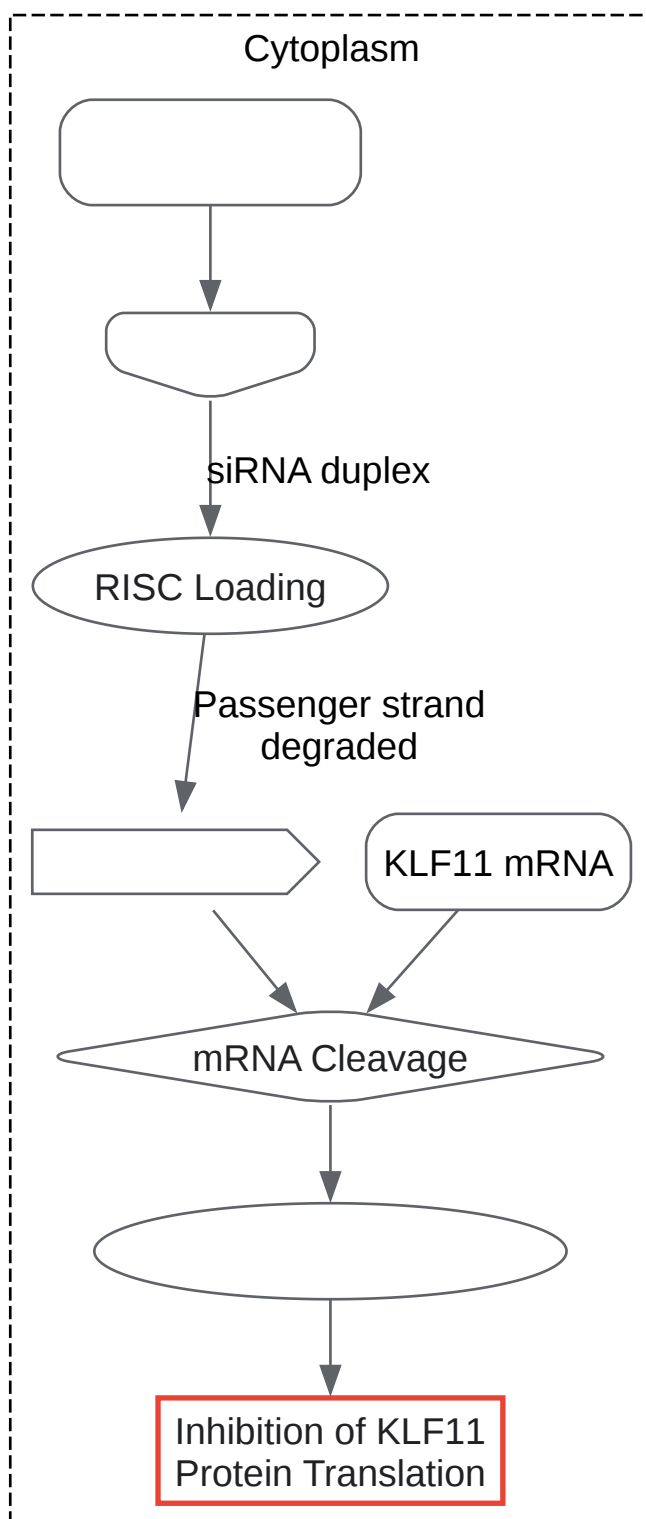 Cytoplasm
siRNA duplex
RISC Loading
Passenger strand
degraded
KLF11 mRNA
mRNA Cleavage
Inhibition of KLF11
Protein Translation